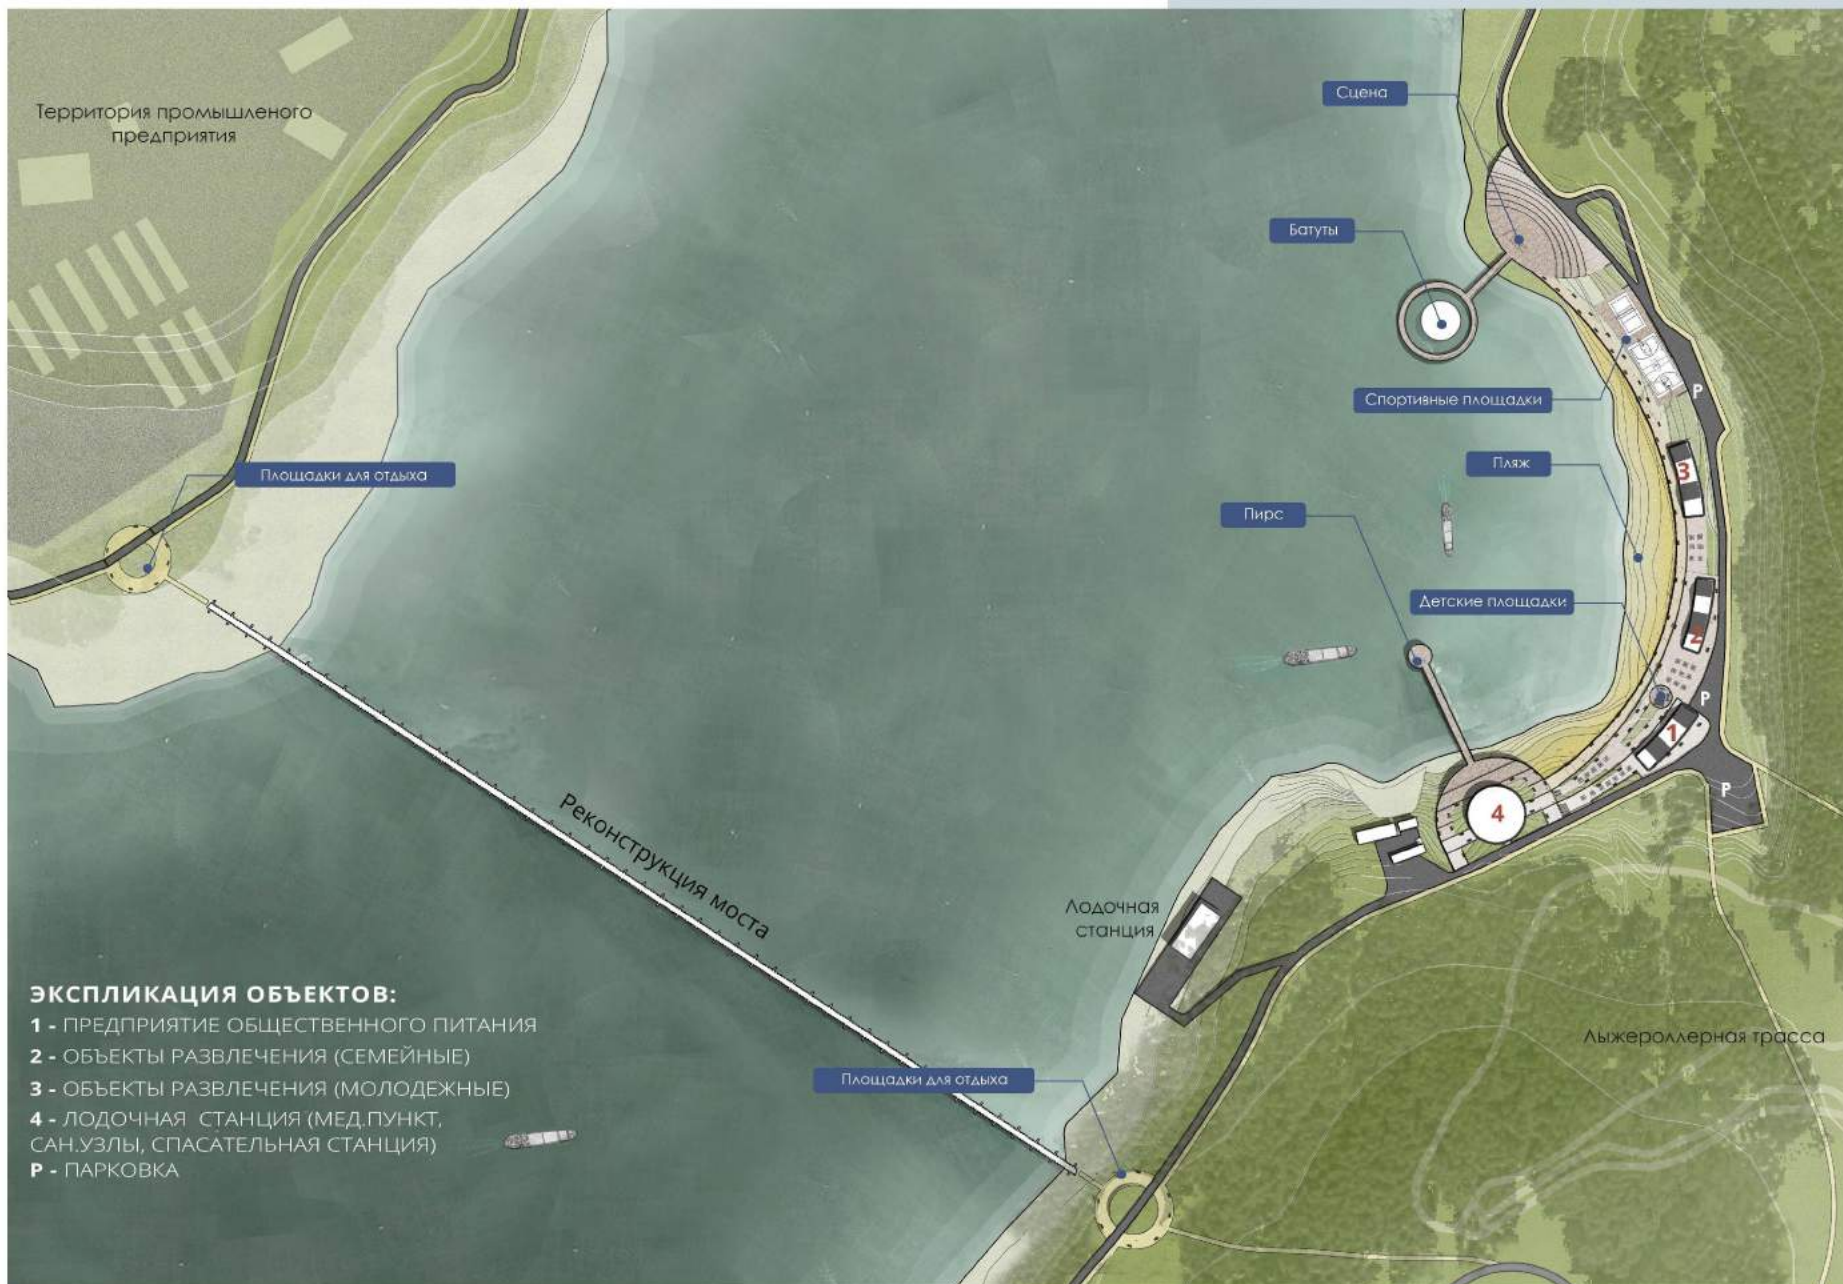 Территория промышленого
предприятия
Сцена
Батуты
Спортивные площадки
P
Пляж
3
Площадки для отдыха
Пирс
Детские площадки
2
P
1
P
4
Реконструкция моста
Лодочная
станция
Лыжероллерная трасса
Площадки для отдыха
ЭКСПЛИКАЦИЯ ОБЪЕКТОВ:
1 - ПРЕДПРИЯТИЕ ОБЩЕСТВЕННОГО ПИТАНИЯ
2 - ОБЪЕКТЫ РАЗВЛЕЧЕНИЯ (СЕМЕЙНЫЕ)
3 - ОБЪЕКТЫ РАЗВЛЕЧЕНИЯ (МОЛОДЕЖНЫЕ)
4 - ЛОДОЧНАЯ СТАНЦИЯ (МЕД.ПУНКТ,
САН.УЗЛЫ, СПАСАТЕЛЬНАЯ СТАНЦИЯ)
P - ПАРКОВКА